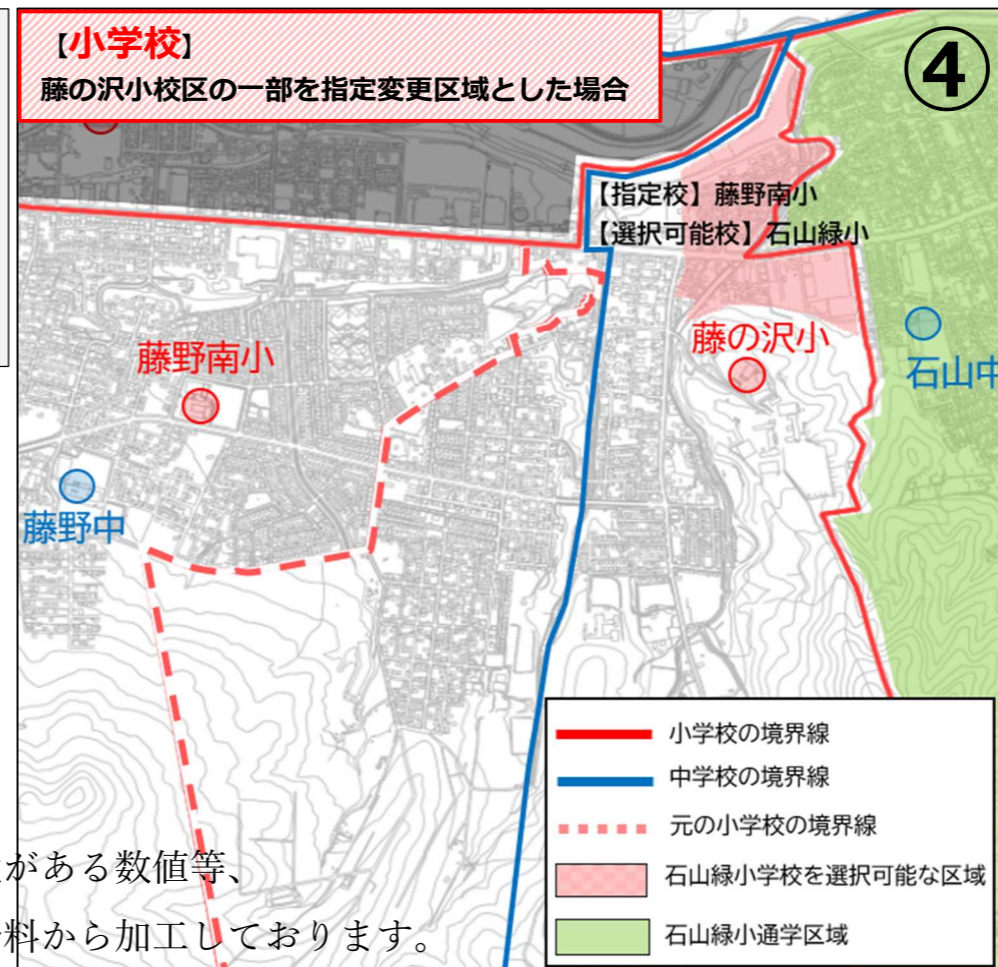 【小学校】
藤の沢小校区の一部を指定変更区域とした場合
④
【指定校】藤野南小
【選択可能校】石山緑小
藤野南小
藤の沢小
石山中
藤野中
小学校の境界線
中学校の境界線
元の小学校の境界線
石山緑小学校を選択可能な区域
石山緑小通学区域
がある数値等、
料から加工しております。